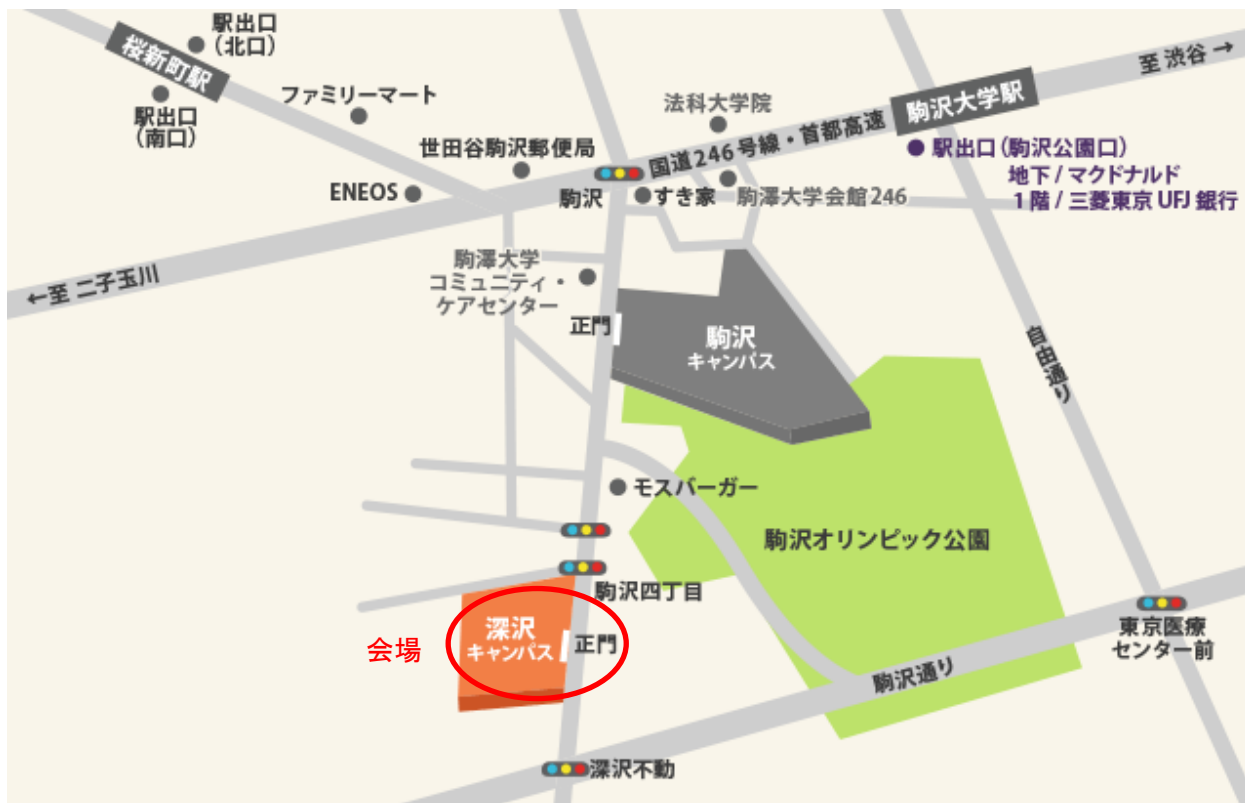 駅出口
（北口）
桜新町駅
駅出口
（南口）
ファミリーマート
世田谷駒沢郵便局
ENEOS
←至 二子玉川
法科大学院
国道246号線・首都高速
駒沢大学駅
至 渋谷 →
駅出口（駒沢公園口）
地下 / マクドナルド
1階 / 三菱東京UFJ銀行
駒沢
すき家
駒澤大学会館246
駒澤大学
コミュニティ・
ケアセンター
正門
駒沢
キャンパス
自由通り
モスバーガー
駒沢オリンピック公園
駒沢四丁目
会場
深沢
キャンパス
正門
東京医療
センター前
駒沢通り
深沢不動